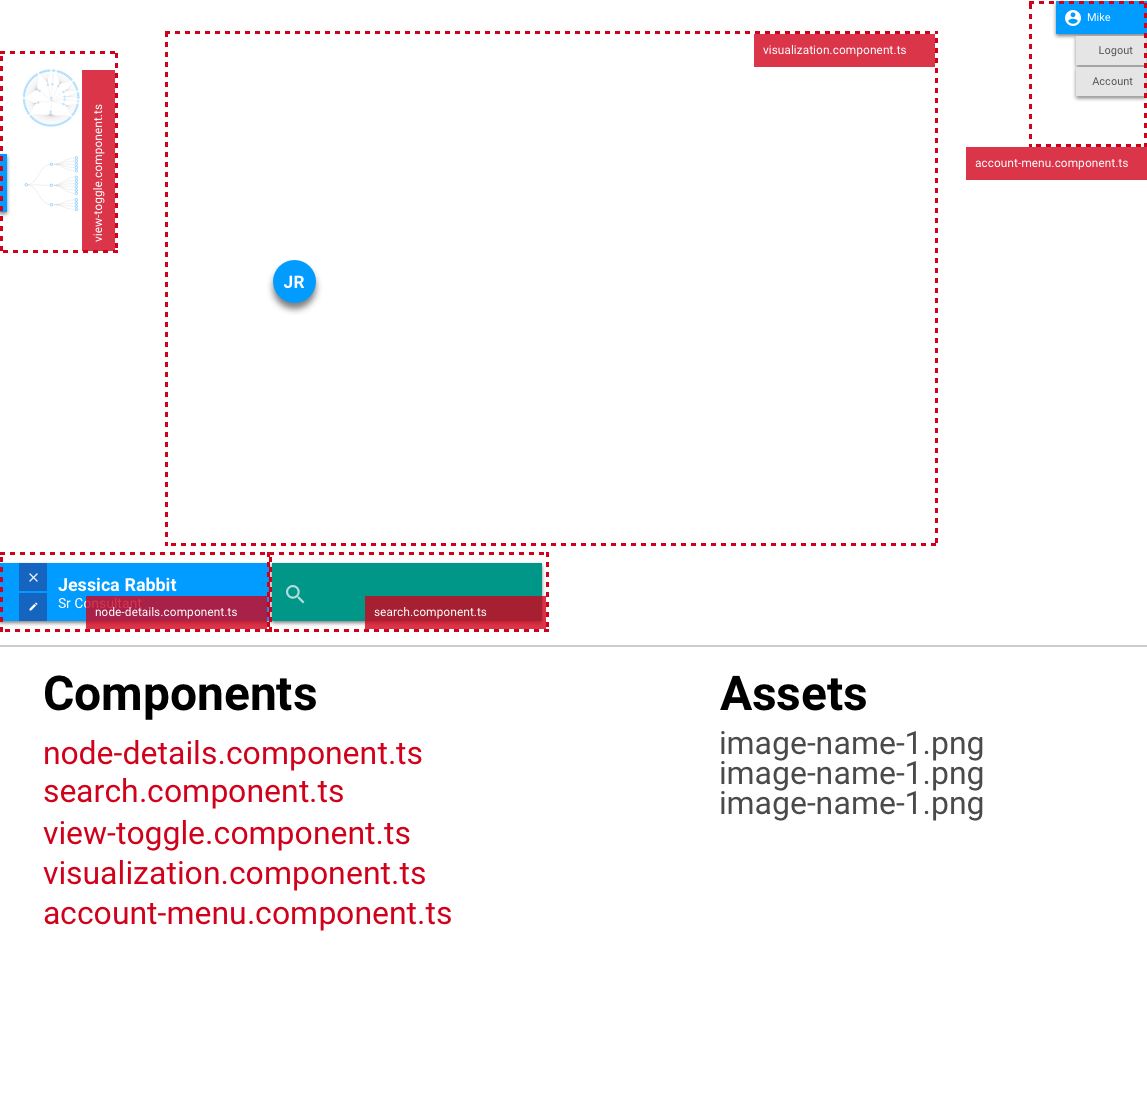 Mike
Logout
Account
account-menu.component.ts
visualization.component.ts
view-toggle.component.ts
JR
Jessica Rabbit
Sr Consultant
node-details.component.ts
search.component.ts
Components
node-details.component.ts
search.component.ts
view-toggle.component.ts
visualization.component.ts
account-menu.component.ts
Assets
image-name-1.png
image-name-1.png
image-name-1.png